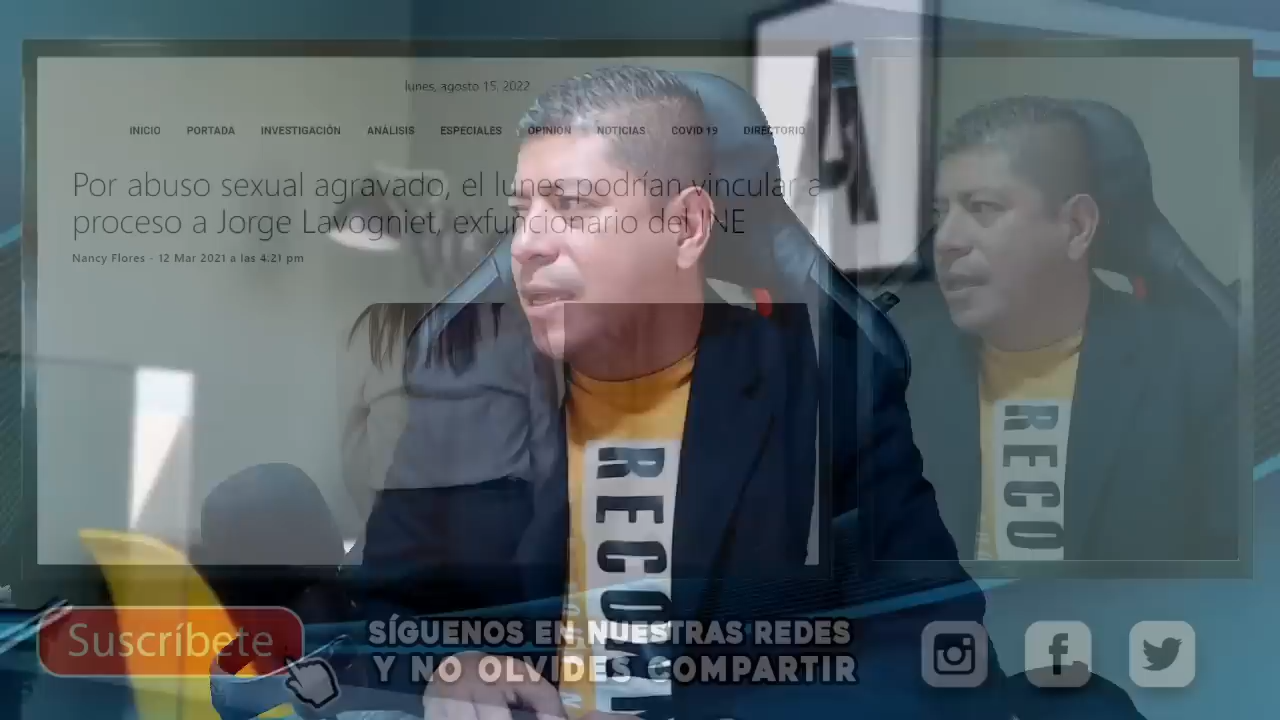 lunes, agosto 15, 2022
INICIO PORTADA INVESTIGACIÓN ANÁLISIS ESPECIALES OPINIÓN NOTICIAS COVID 19 DIRECTORIO
Por abuso sexual agravado, el lunes podrían vincular a
proceso a Jorge Lavogniet, exfuncionario del INE
Nancy Flores - 12 Mar 2021 a las 4:21 pm
RECO
RECON
Suscríbete
SÍGUENOS EN NUESTRAS REDES
Y NO OLVIDES COMPARTIR